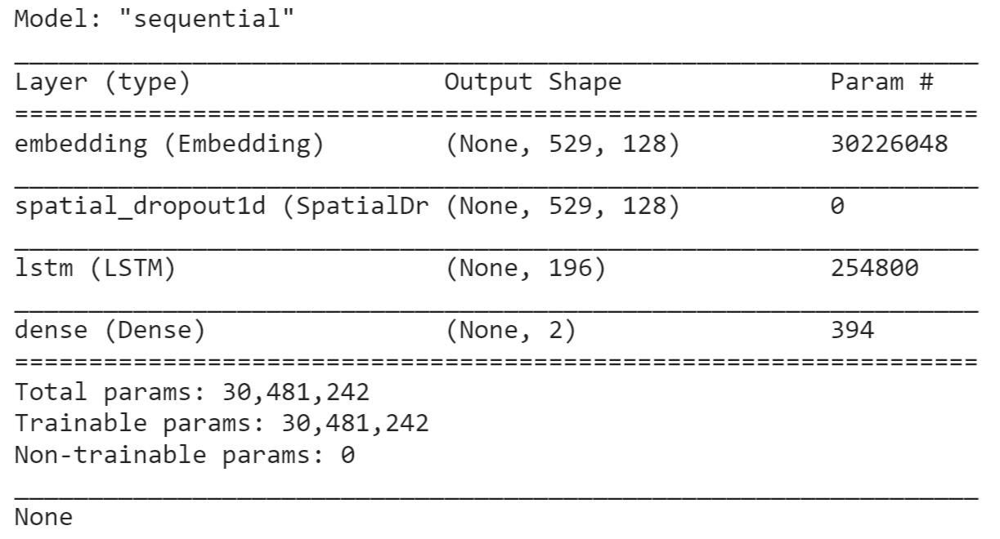 Model: "sequential"
_________________________________________________________________
Layer (type)                 Output Shape              Param #
=================================================================
embedding (Embedding)        (None, 529, 128)          30226048
_________________________________________________________________
spatial_dropout1d (SpatialDr (None, 529, 128)          0
_________________________________________________________________
lstm (LSTM)                  (None, 196)               254800
_________________________________________________________________
dense (Dense)                (None, 2)                 394
=================================================================
Total params: 30,481,242
Trainable params: 30,481,242
Non-trainable params: 0
_________________________________________________________________
None